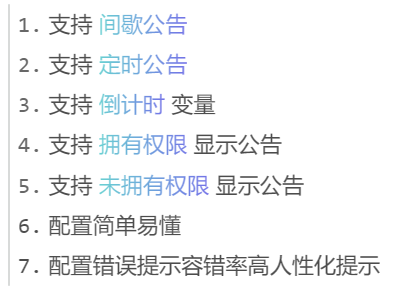 1. 支持 间歇公告
2. 支持 定时公告
3. 支持 倒计时 变量
4. 支持 拥有权限 显示公告
5. 支持 未拥有权限 显示公告
6. 配置简单易懂
7. 配置错误提示容错率高人性化提示